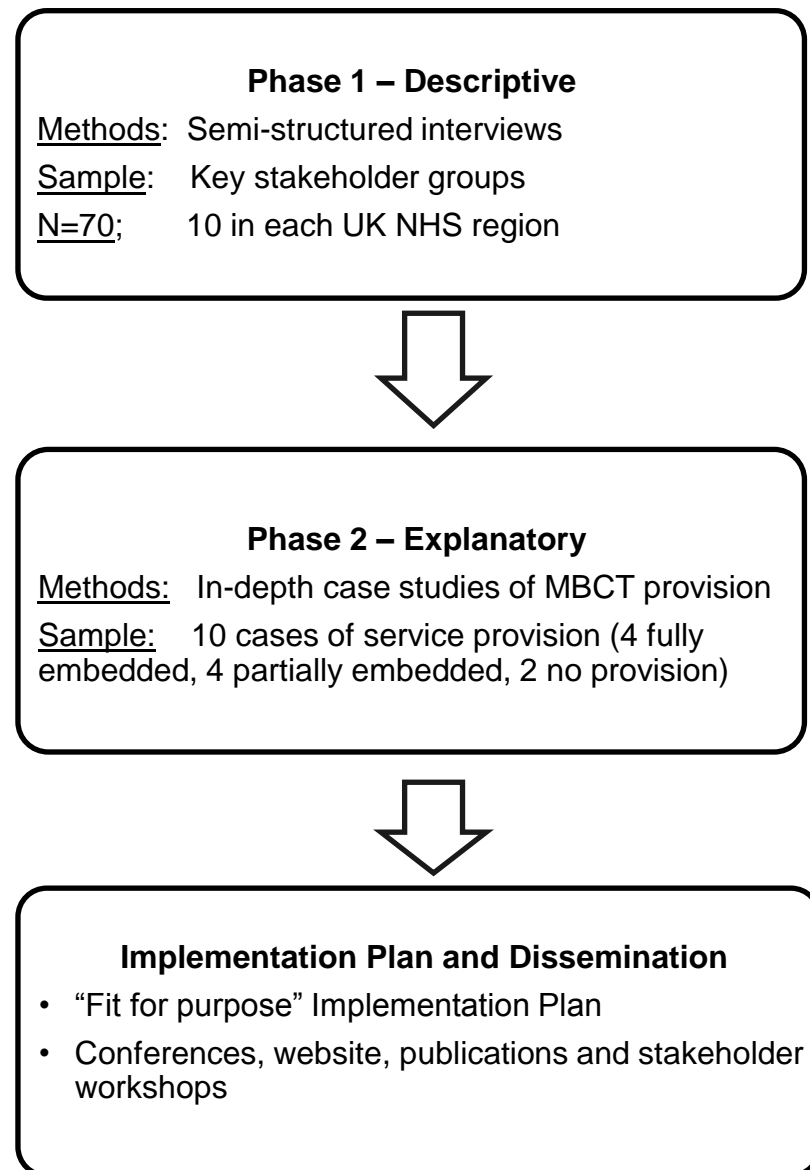 Phase 1 – Descriptive
Methods: Semi-structured interviews
Sample: Key stakeholder groups
N=70; 10 in each UK NHS region
Phase 2 – Explanatory
Methods: In-depth case studies of MBCT provision
Sample: 10 cases of service provision (4 fully
embedded, 4 partially embedded, 2 no provision)
Implementation Plan and Dissemination
• “Fit for purpose” Implementation Plan
• Conferences, website, publications and stakeholder
workshops